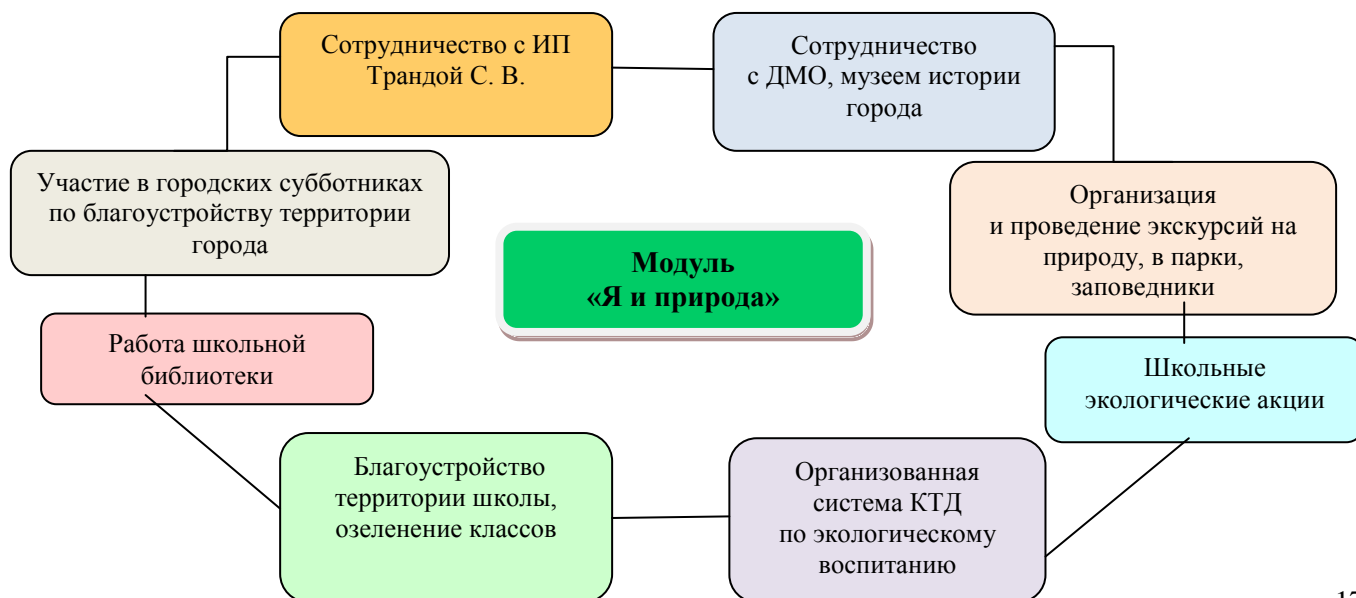 Сотрудничество с ИП
Трандой С. В.
Сотрудничество
с ДМО, музеем истории
города
Участие в городских субботниках
по благоустройству территории
города
Организация
и проведение экскурсий на
природу, в парки,
заповедники
Модуль
«Я и природа»
Работа школьной
библиотеки
Школьные
экологические акции
Благоустройство
территории школы,
озеленение классов
Организованная
система КТД
по экологическому
воспитанию